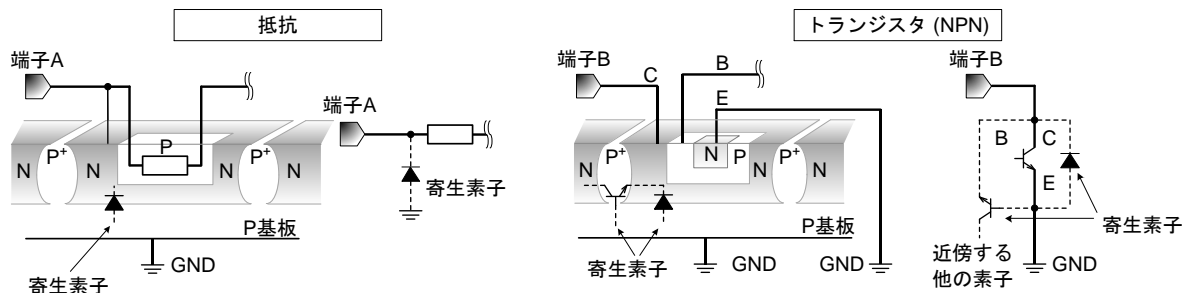 抵抗
端子A
P
N
P+
N
N
P+
N
P基板
GND
寄生素子
端子A
寄生素子
トランジスタ (NPN)
端子B
C
B
E
N
P+
N
N
P
N
P+
N
P基板
寄生素子
GND
GND
端子B
B
C
E
寄生素子
近傍する
他の素子
GND